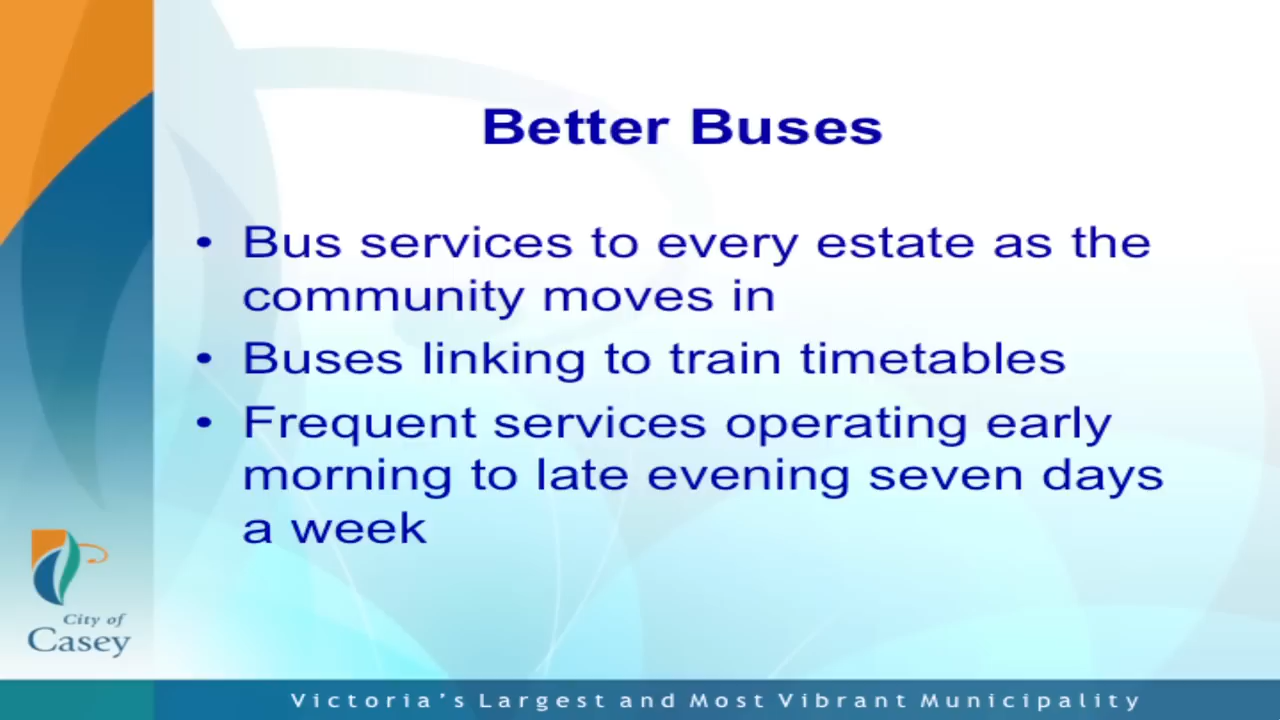 Better Buses
• Bus services to every estate as the
community moves in
• Buses linking to train timetables
• Frequent services operating early
morning to late evening seven days
a week
City of
Casey
Victoria's Largest and Most Vibrant Municipality